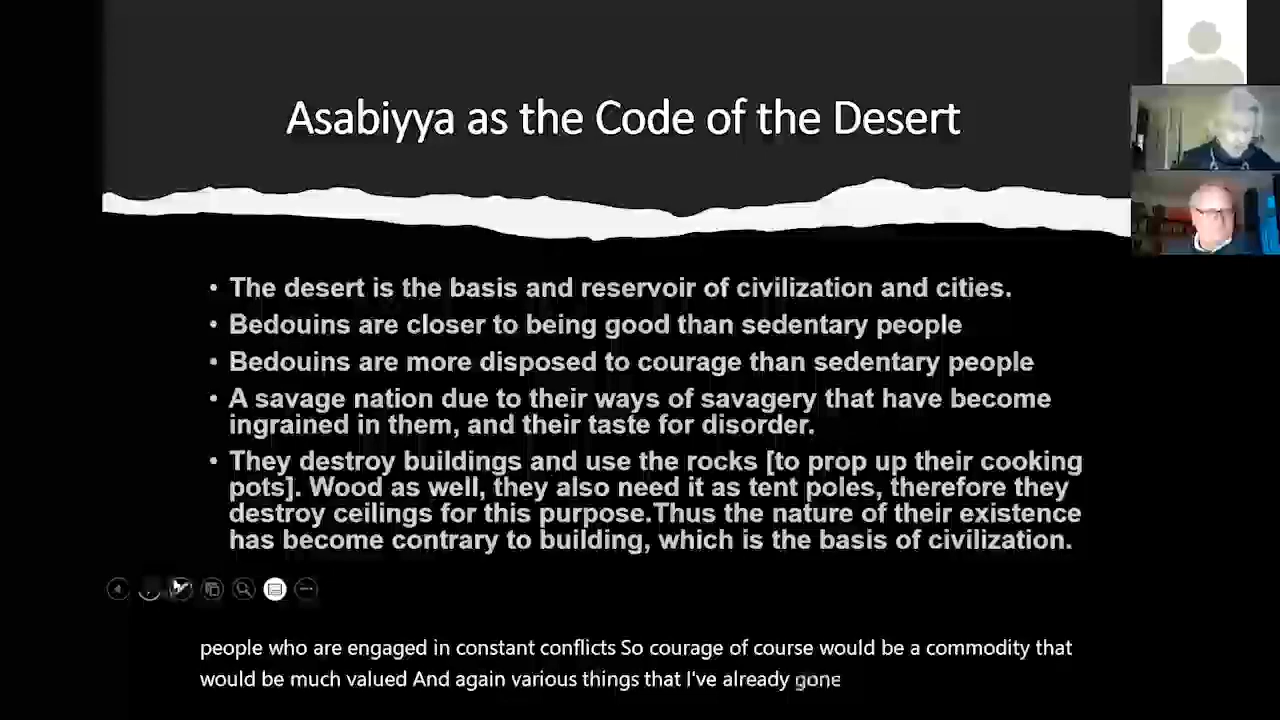 Asabiyya as the Code of the Desert
• The desert is the basis and reservoir of civilization and cities.
• Bedouins are closer to being good than sedentary people
• Bedouins are more disposed to courage than sedentary people
• A savage nation due to their ways of savagery that have become
ingrained in them, and their taste for disorder.
• They destroy buildings and use the rocks [to prop up their cooking
pots]. Wood as well, they also need it as tent poles, therefore they
destroy ceilings for this purpose.Thus the nature of their existence
has become contrary to building, which is the basis of civilization.
people who are engaged in constant conflicts So courage of course would be a commodity that
would be much valued And again various things that I've already gone